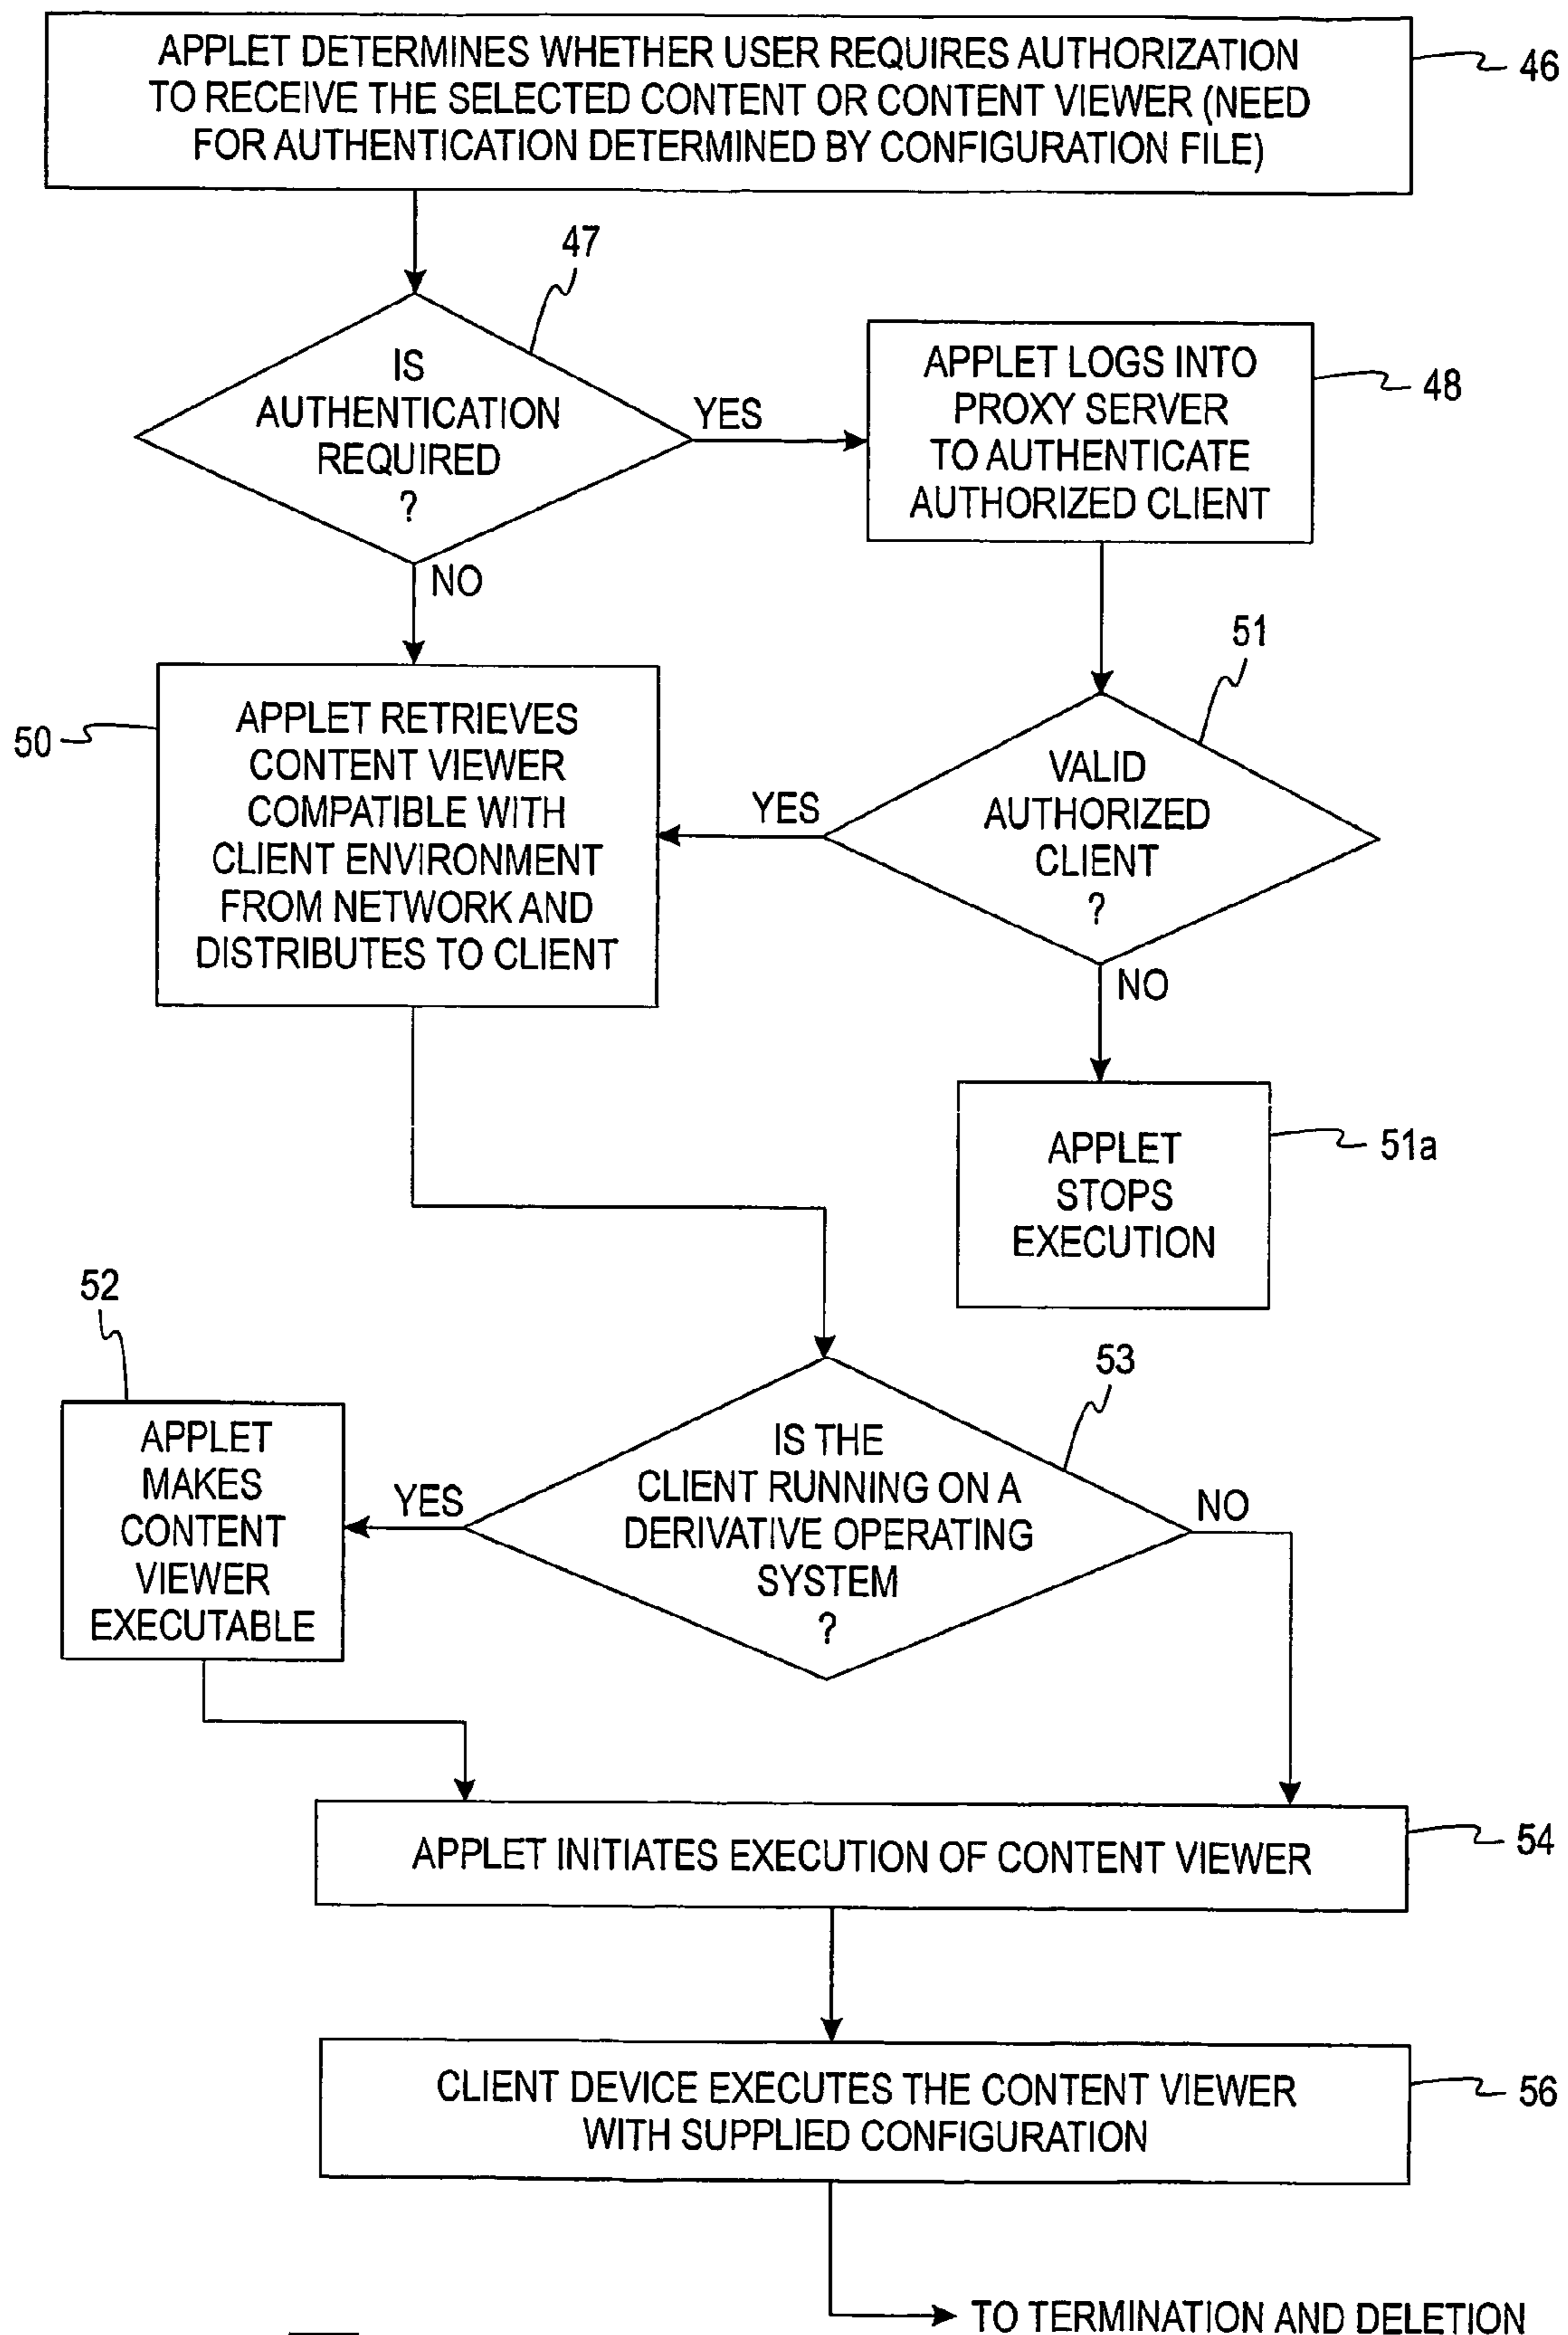 APPLET DETERMINES WHETHER USER REQUIRES AUTHORIZATION
TO RECEIVE THE SELECTED CONTENT OR CONTENT VIEWER (NEED
FOR AUTHENTICATION DETERMINED BY CONFIGURATION FILE)
46
47
IS
AUTHENTICATION
REQUIRED
?
YES
NO
APPLET LOGS INTO
PROXY SERVER
TO AUTHENTICATE
AUTHORIZED CLIENT
48
50
APPLET RETRIEVES
CONTENT VIEWER
COMPATIBLE WITH
CLIENT ENVIRONMENT
FROM NETWORK AND
DISTRIBUTES TO CLIENT
51
VALID
AUTHORIZED
CLIENT
?
YES
NO
APPLET
STOPS
EXECUTION
51a
52
APPLET
MAKES
CONTENT
VIEWER
EXECUTABLE
53
IS THE
CLIENT RUNNING ON A
DERIVATIVE OPERATING
SYSTEM
?
YES
NO
APPLET INITIATES EXECUTION OF CONTENT VIEWER
54
CLIENT DEVICE EXECUTES THE CONTENT VIEWER
WITH SUPPLIED CONFIGURATION
56
TO TERMINATION AND DELETION